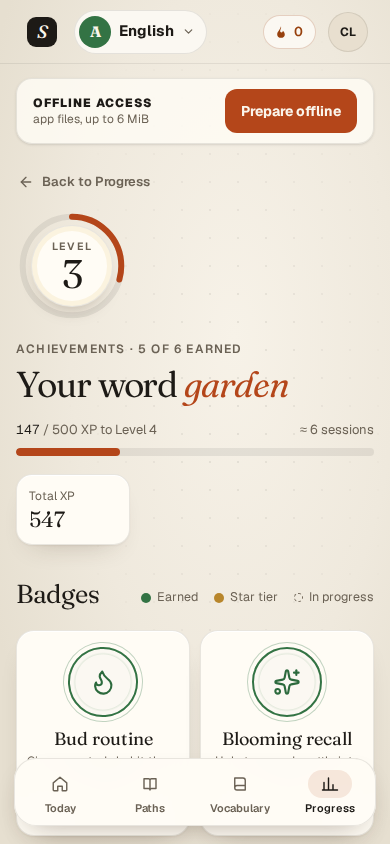 S
A English
0
CL
OFFLINE ACCESS
app files, up to 6 MiB
Prepare offline
Back to Progress
LEVEL
3
ACHIEVEMENTS · 5 OF 6 EARNED
Your word garden
147 / 500 XP to Level 4
≈ 6 sessions
Total XP
547
Badges
Earned
Star tier
In progress
Bud routine
Blooming recall
Today
Paths
Vocabulary
Progress